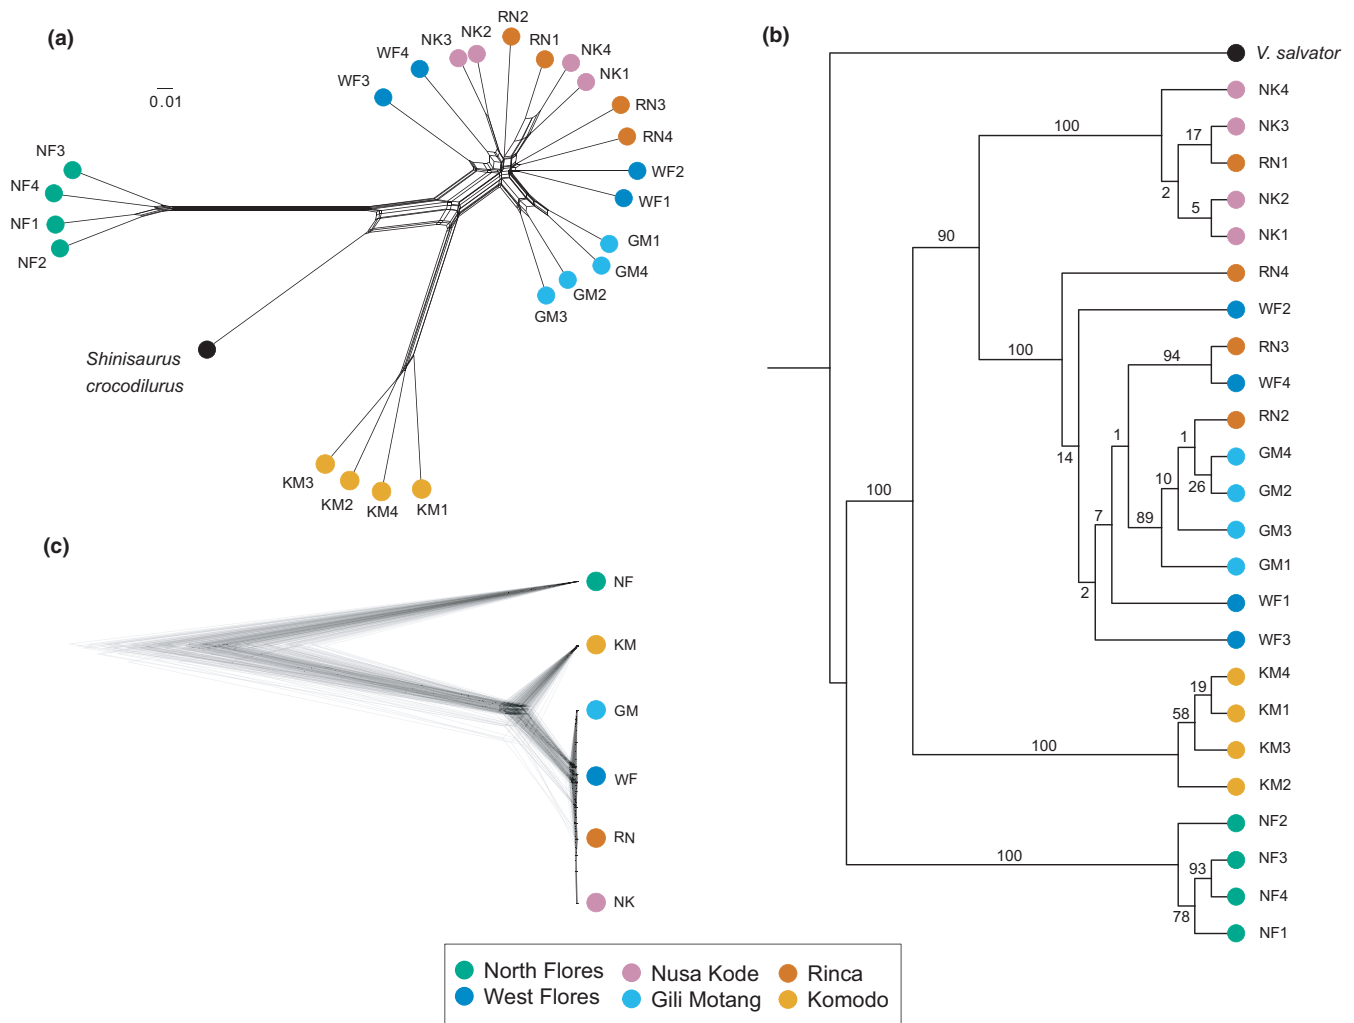 (a)
0.01
WF3
WF4
NK3
NK2
RN2
RN1
NK4
NK1
RN3
RN4
WF2
WF1
GM1
GM4
GM2
GM3
NF3
NF4
NF1
NF2
Shinisaurus
crocodilurus
KM3
KM2
KM4
KM1
(b)
V. salvator
NK4
100
17
NK3
RN1
2
NK2
5
NK1
90
RN4
WF2
100
RN3
94
WF4
RN2
1
1
GM4
14
10
26
GM2
7
89
GM3
GM1
2
WF1
WF3
100
KM4
19
KM1
58
100
KM3
KM2
NF2
100
NF3
93
NF4
78
NF1
(c)
NF
KM
GM
WF
RN
NK
North Flores
Nusa Kode
Rinca
West Flores
Gili Motang
Komodo